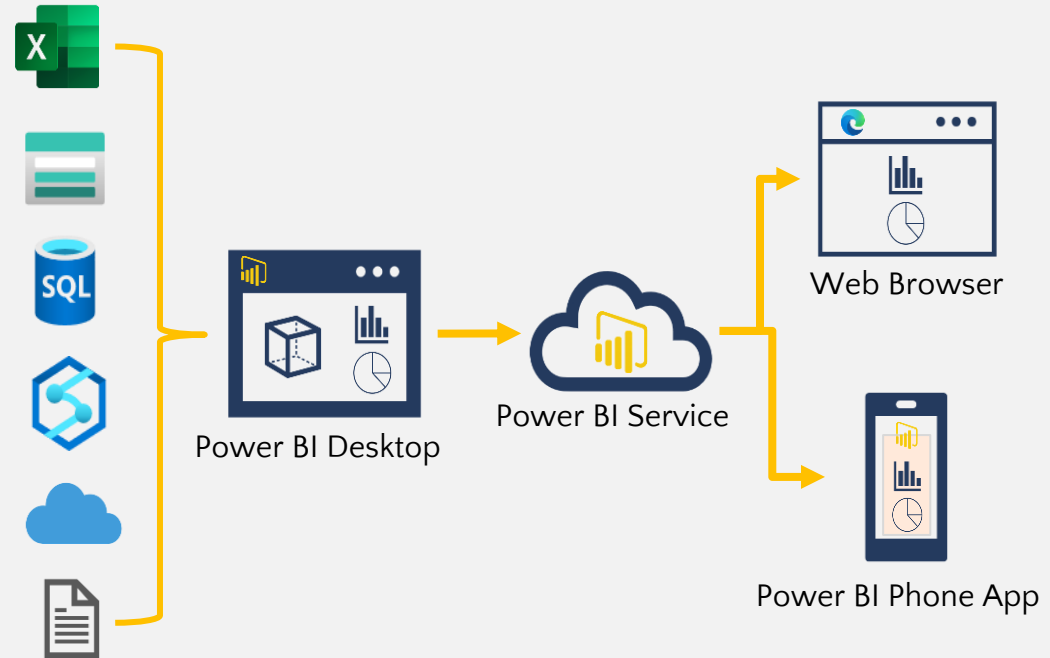 X
SQL
Power BI Desktop
Power BI Service
Web Browser
Power BI Phone App